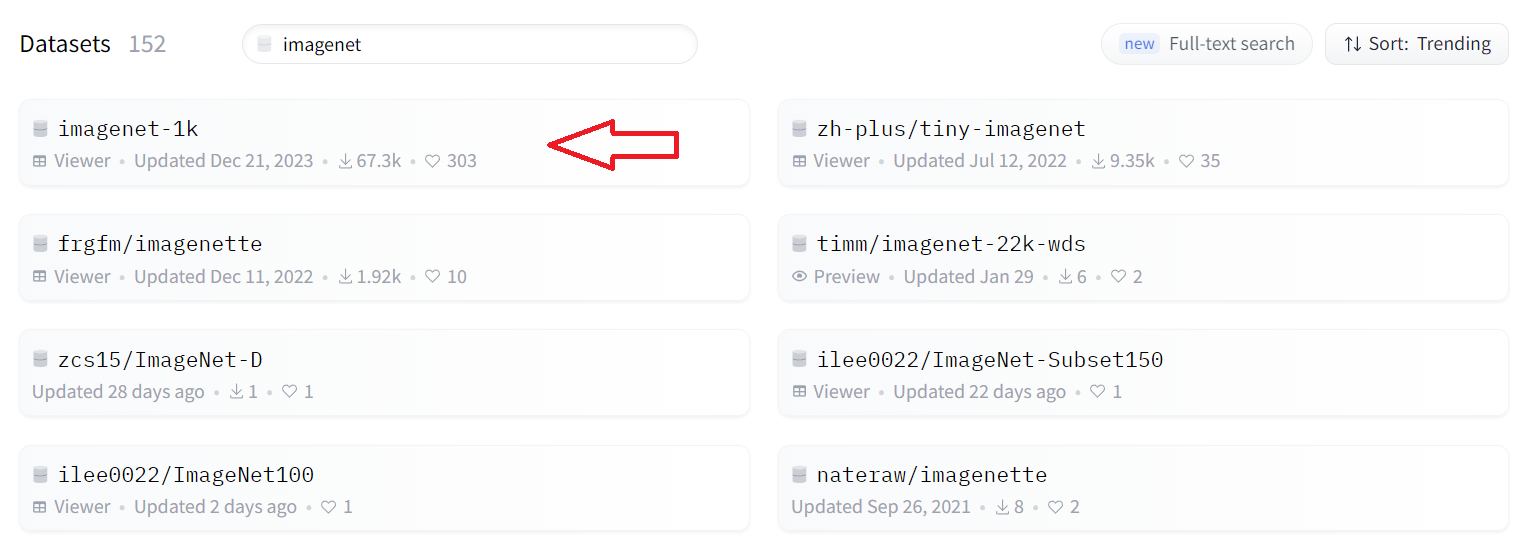 Datasets 152 imagenet new Full-text search Sort: Trending
imagenet-1k
Viewer • Updated Dec 21, 2023 • 67.3k • 303
zh-plus/tiny-imagenet
Viewer • Updated Jul 12, 2022 • 9.35k • 35
frgfm/imagenette
Viewer • Updated Dec 11, 2022 • 1.92k • 10
timm/imagenet-22k-wds
Preview • Updated Jan 29 • 6 • 2
zcs15/ImageNet-D
Updated 28 days ago • 1 • 1
ilee0022/ImageNet-Subset150
Viewer • Updated 22 days ago • 1
ilee0022/ImageNet100
Viewer • Updated 2 days ago • 1
nateraw/imagenette
Updated Sep 26, 2021 • 8 • 2